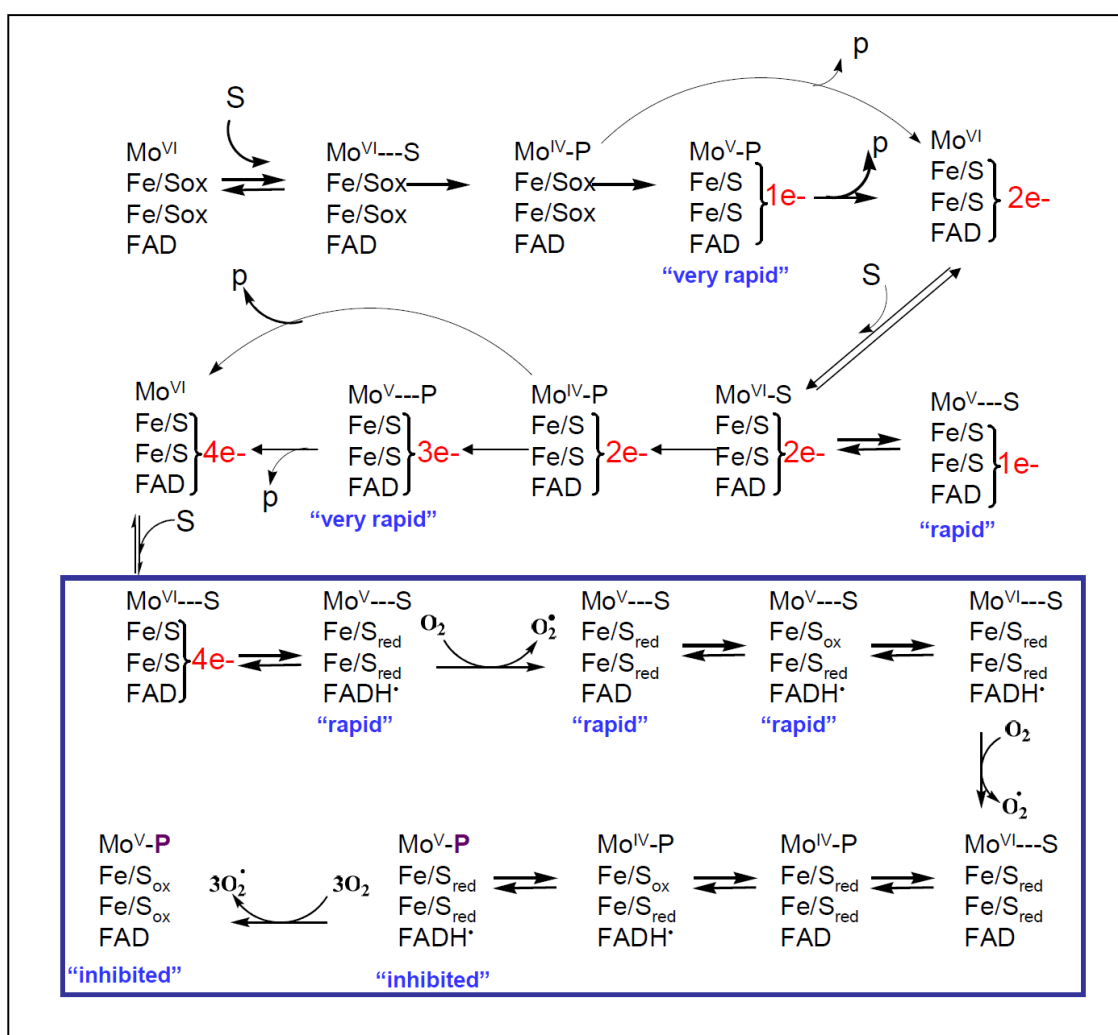 p
S
Mo^VI
Fe/Sox
Fe/Sox
FAD
Mo^VI---S
Fe/Sox
Fe/Sox
FAD
Mo^IV-P
Fe/Sox
Fe/Sox
FAD
Mo^V-P
Fe/S
Fe/S
FAD
1e-
"very rapid"
p
Mo^VI
Fe/S
Fe/S
FAD
2e-
S
p
Mo^VI
Fe/S
Fe/S
FAD
4e-
p
Mo^V---P
Fe/S
Fe/S
FAD
3e-
"very rapid"
Mo^IV-P
Fe/S
Fe/S
FAD
2e-
Mo^VI-S
Fe/S
Fe/S
FAD
2e-
Mo^V---S
Fe/S
Fe/S
FAD
1e-
"rapid"
S
Mo^VI---S
Fe/S
Fe/S
FAD
4e-
Mo^V---S
Fe/S_red
Fe/S_red
FADH•
"rapid"
O₂
O₂•
Mo^V---S
Fe/S_red
Fe/S_red
FAD
"rapid"
Mo^V---S
Fe/S_ox
Fe/S_red
FADH•
"rapid"
Mo^VI---S
Fe/S_red
Fe/S_red
FADH•
O₂
O₂•
Mo^V-P
Fe/S_ox
Fe/S_ox
FAD
"inhibited"
3O₂•
3O₂
Mo^V-P
Fe/S_red
Fe/S_red
FADH•
"inhibited"
Mo^IV-P
Fe/S_ox
Fe/S_red
FADH•
Mo^IV-P
Fe/S_red
Fe/S_red
FAD
Mo^VI---S
Fe/S_red
Fe/S_red
FAD